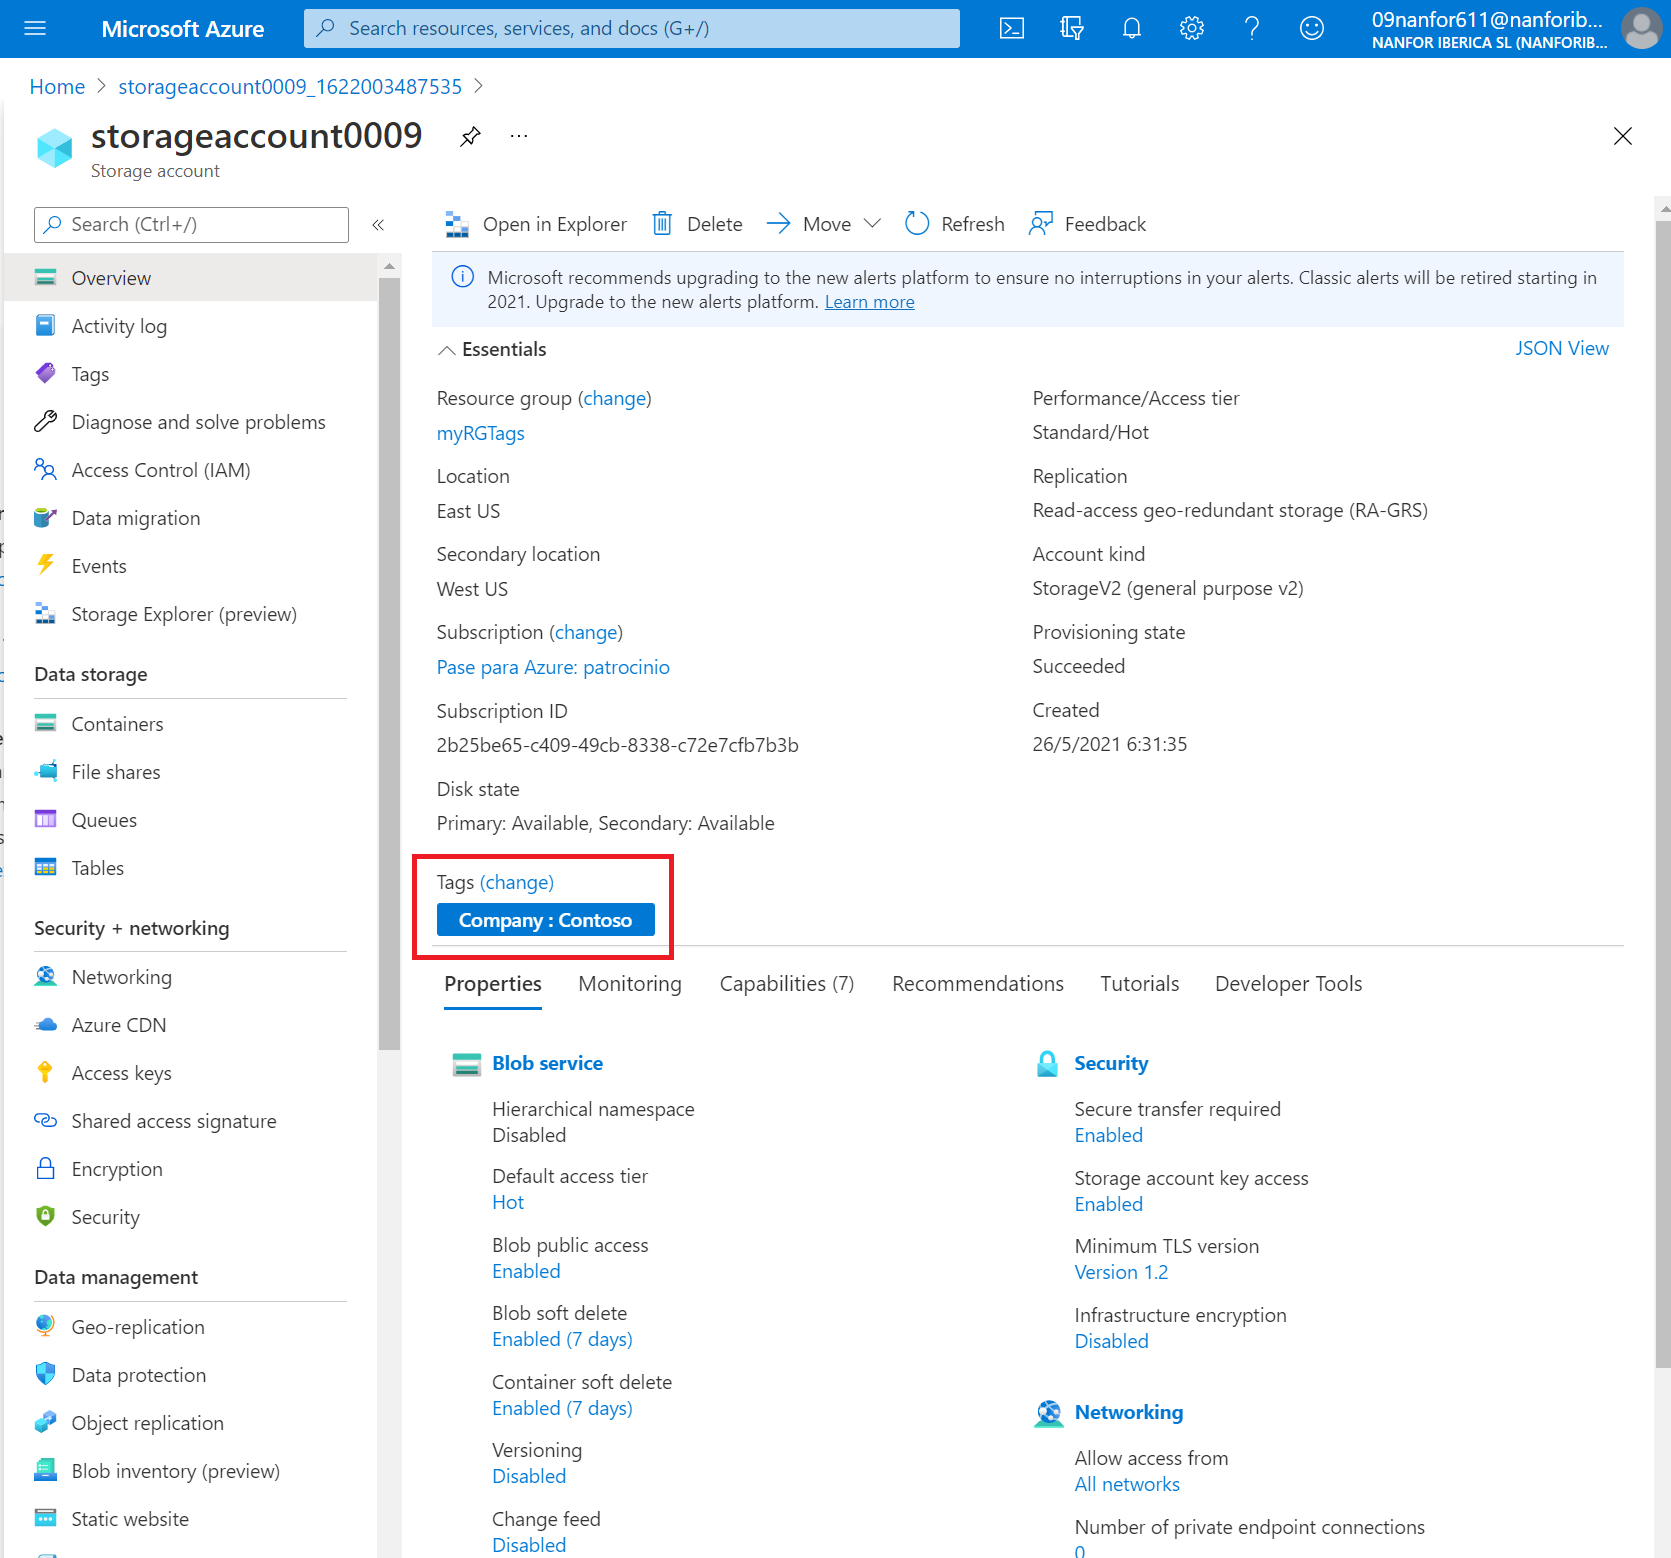 Microsoft Azure
Search resources, services, and docs (G+/)
09nanfor611@nanforib...
NANFOR IBERICA SL (NANFORIB...
Home > storageaccount0009_1622003487535 >
storageaccount0009
Storage account
Search (Ctrl+/)
Overview
Activity log
Tags
Diagnose and solve problems
Access Control (IAM)
Data migration
Events
Storage Explorer (preview)
Data storage
Containers
File shares
Queues
Tables
Security + networking
Networking
Azure CDN
Access keys
Shared access signature
Encryption
Security
Data management
Geo-replication
Data protection
Object replication
Blob inventory (preview)
Static website
Open in Explorer Delete Move Refresh Feedback
Microsoft recommends upgrading to the new alerts platform to ensure no interruptions in your alerts. Classic alerts will be retired starting in
2021. Upgrade to the new alerts platform. Learn more
Essentials
JSON View
Resource group (change)
myRGTags
Location
East US
Secondary location
West US
Subscription (change)
Pase para Azure: patrocinio
Subscription ID
2b25be65-c409-49cb-8338-c72e7cfb7b3b
Disk state
Primary: Available, Secondary: Available
Performance/Access tier
Standard/Hot
Replication
Read-access geo-redundant storage (RA-GRS)
Account kind
StorageV2 (general purpose v2)
Provisioning state
Succeeded
Created
26/5/2021 6:31:35
Tags (change)
Company : Contoso
Properties Monitoring Capabilities (7) Recommendations Tutorials Developer Tools
Blob service
Hierarchical namespace
Disabled
Default access tier
Hot
Blob public access
Enabled
Blob soft delete
Enabled (7 days)
Container soft delete
Enabled (7 days)
Versioning
Disabled
Change feed
Disabled
Security
Secure transfer required
Enabled
Storage account key access
Enabled
Minimum TLS version
Version 1.2
Infrastructure encryption
Disabled
Networking
Allow access from
All networks
Number of private endpoint connections
0